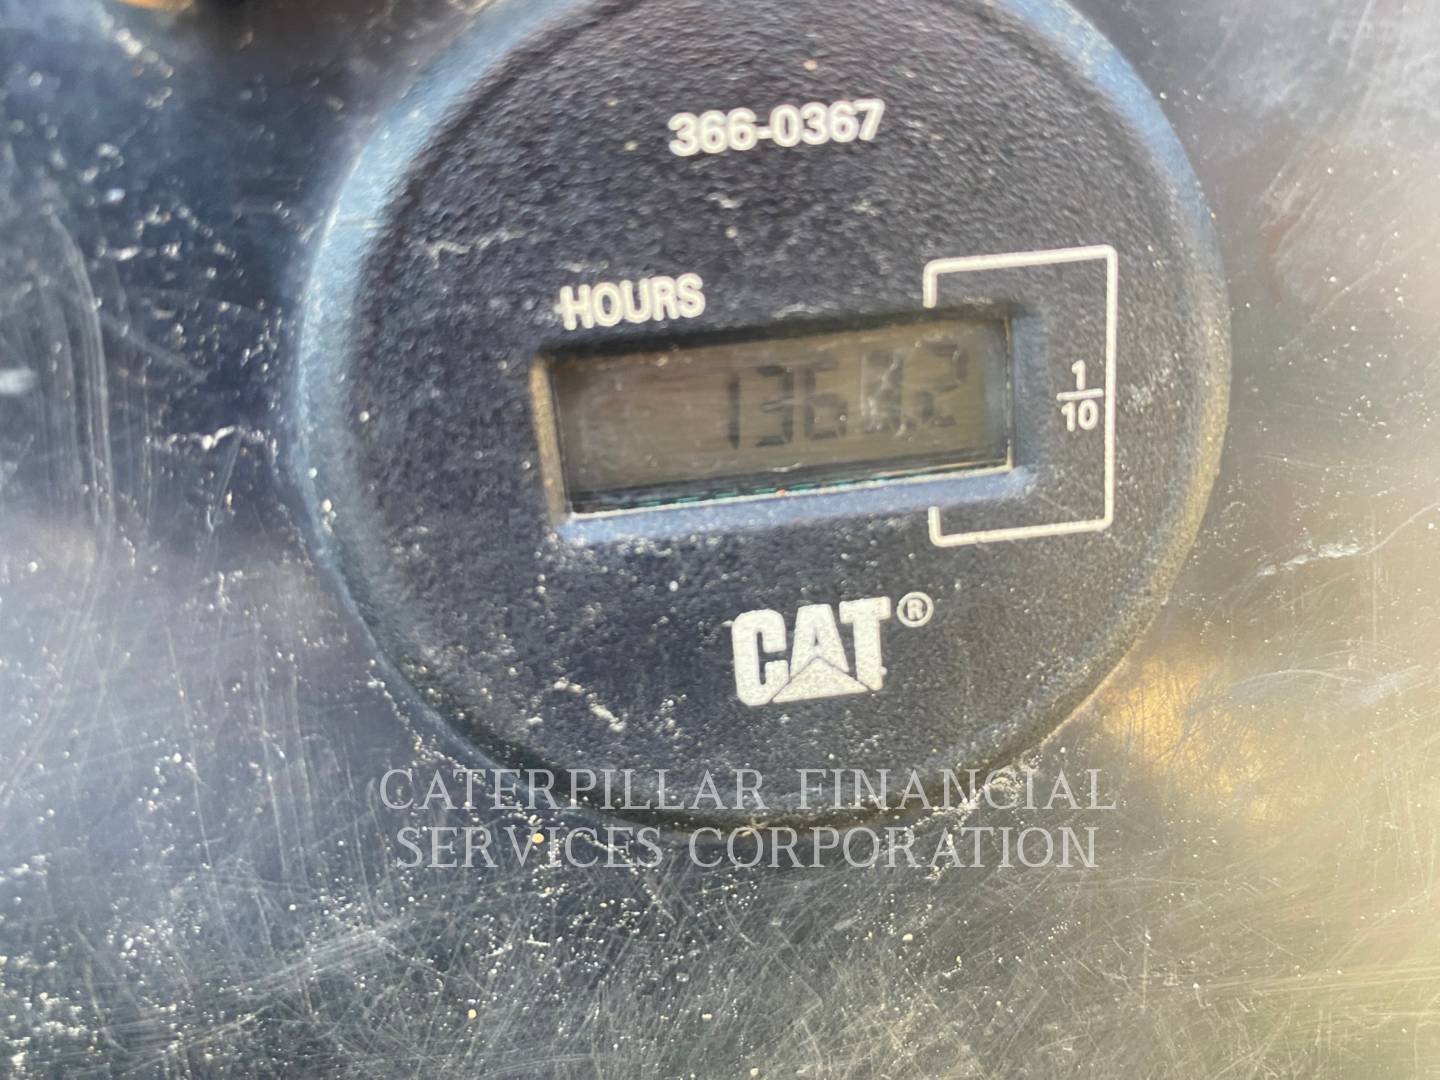 366-0367
HOURS
1
10
CAT®
CATERPILLAR FINANCIAL
SERVICES CORPORATION